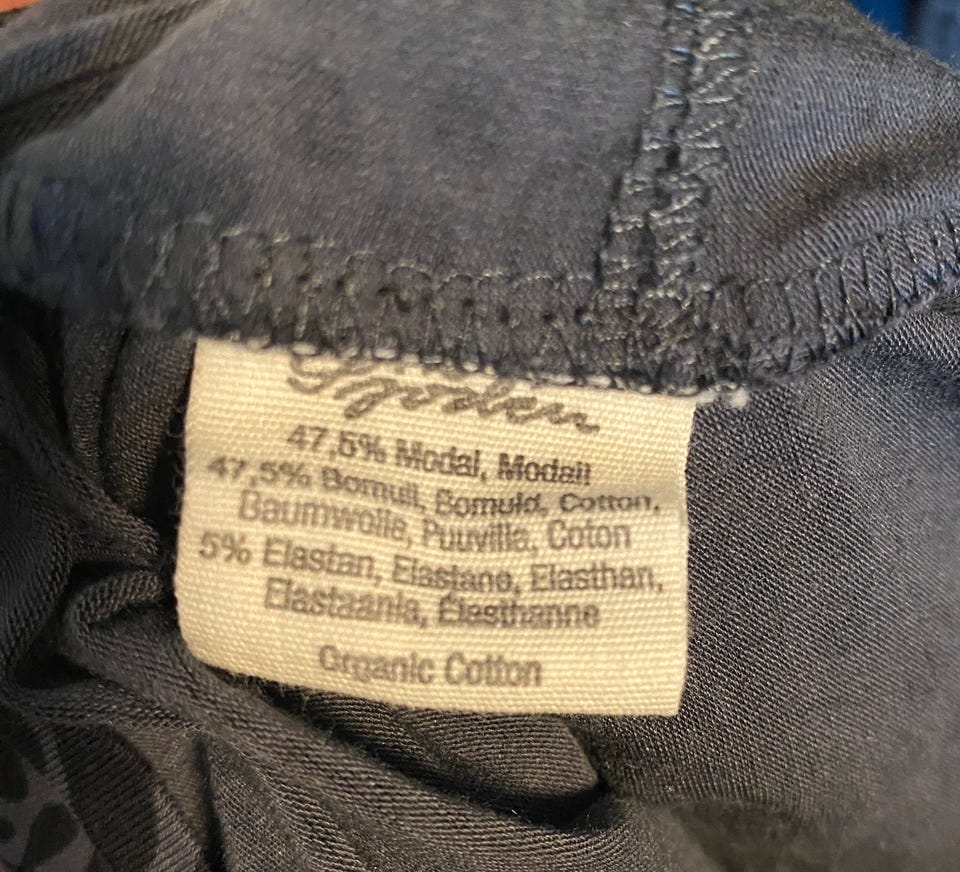 47,5% Modal, Modail
47,5% Bomull, Bomuld, Cotton,
Baumwolle, Puuvilla, Coton
5% Elastan, Elastane, Elasthan,
Elastaania, Élasthanne
Organic Cotton